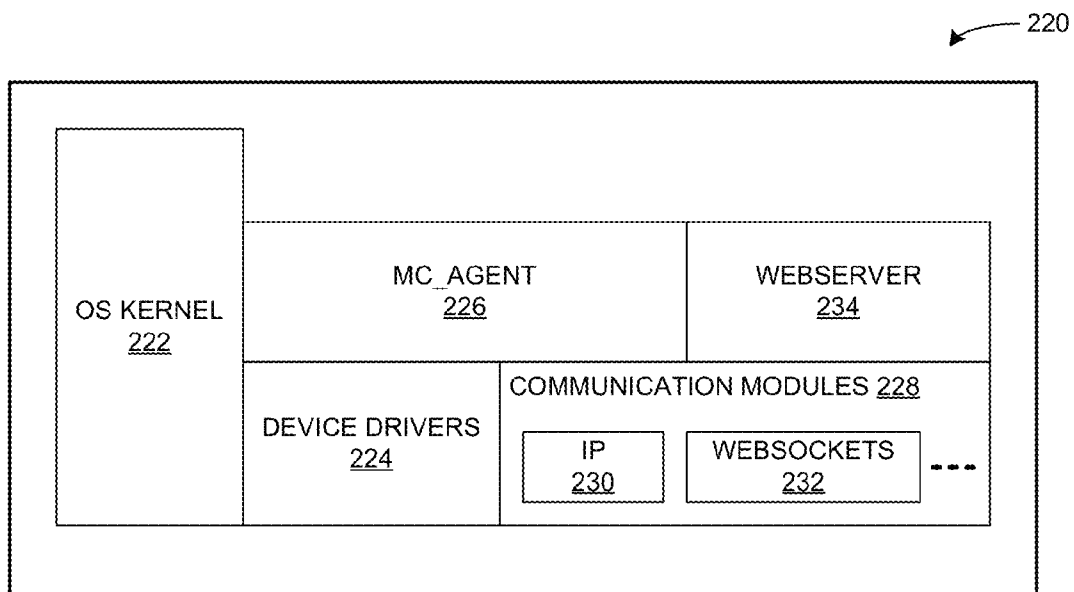 220
OS KERNEL
222
MC_AGENT
226
WEBSERVER
234
DEVICE DRIVERS
224
COMMUNICATION MODULES 228
IP
230
WEBSOCKETS
232